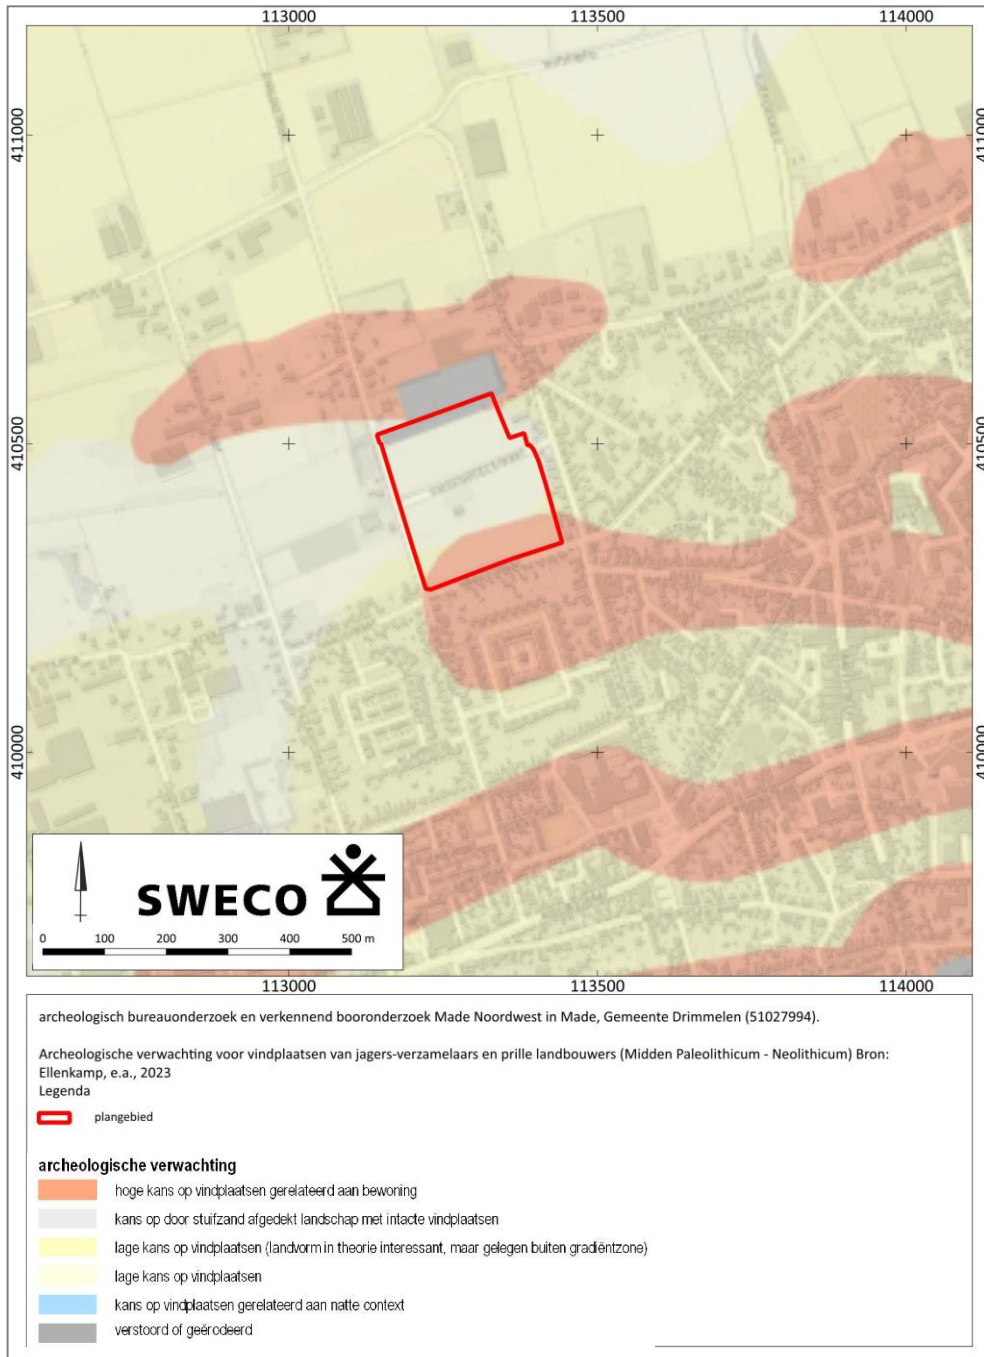 113000 113500 114000
411000 411000
410500 410500
410000 410000
SWECO
0 100 200 300 400 500 m
113000 113500 114000
archeologisch bureauonderzoek en verkennend booronderzoek Made Noordwest in Made, Gemeente Drimmelen (51027994).
Archeologische verwachting voor vindplaatsen van jagers-verzamelaars en prille landbouwers (Midden Paleolithicum - Neolithicum) Bron:
Ellenkamp, e.a., 2023
Legenda
plangebied
archeologische verwachting
hoge kans op vindplaatsen gerelateerd aan bewoning
kans op door stuifzand afgedekt landschap met intacte vindplaatsen
lage kans op vindplaatsen (landvorm in theorie interessant, maar gelegen buiten gradiëntzone)
lage kans op vindplaatsen
kans op vindplaatsen gerelateerd aan natte context
verstoord of geërodeerd